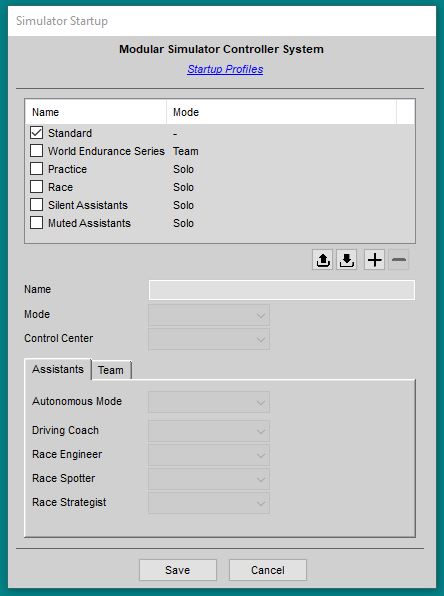 Simulator Startup
Modular Simulator Controller System
Startup Profiles
Name Mode
Standard -
World Endurance Series Team
Practice Solo
Race Solo
Silent Assistants Solo
Muted Assistants Solo
Name
Mode
Control Center
Assistants Team
Autonomous Mode
Driving Coach
Race Engineer
Race Spotter
Race Strategist
Save Cancel